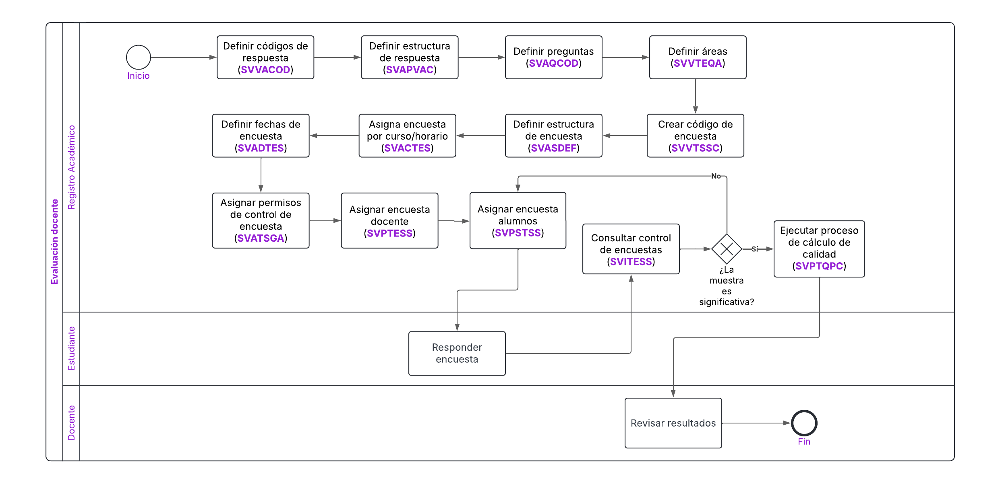 Evaluación docente
Registro Académico
Inicio
Definir códigos de
respuesta
(SVVACOD)
Definir estructura
de respuesta
(SVAPVAC)
Definir preguntas
(SVAQCOD)
Definir áreas
(SVVTEQA)
Crear código de
encuesta
(SVVTSSC)
Definir estructura
de encuesta
(SVASDEF)
Asigna encuesta
por curso/horario
(SVACTES)
Definir fechas de
encuesta
(SVADTES)
Asignar permisos
de control de
encuesta
(SVATSGA)
Asignar encuesta
docente
(SVPTESS)
Asignar encuesta
alumnos
(SVPSTSS)
Consultar control
de encuestas
(SVITESS)
No
¿La
muestra
es
significativa?
Sí
Ejecutar proceso
de cálculo de
calidad
(SVPTQPC)
Estudiante
Responder
encuesta
Docente
Revisar resultados
Fin